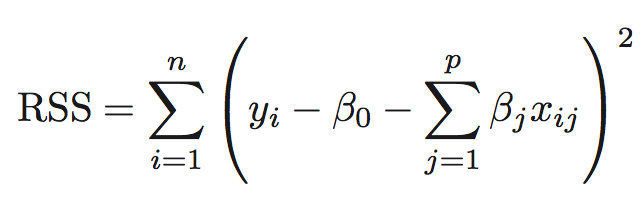 RSS = \sum_{i=1}^{n} \left( y_i - \beta_0 - \sum_{j=1}^{p} \beta_j x_{ij} \right)^2